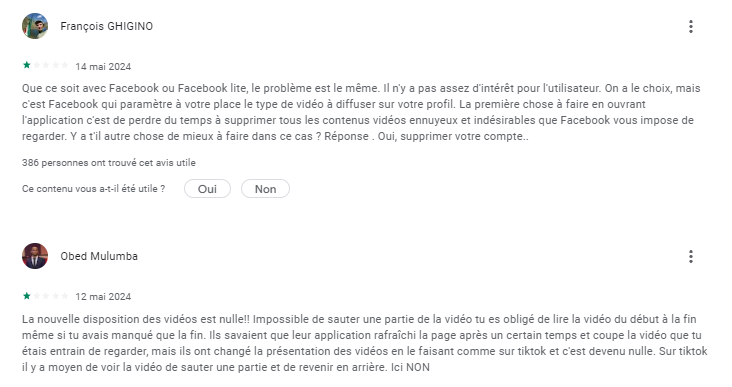 François GHIGINO
14 mai 2024
Que ce soit avec Facebook ou Facebook lite, le problème est le même. Il n'y a pas assez d'intérêt pour l'utilisateur. On a le choix, mais
c'est Facebook qui paramètre à votre place le type de vidéo à diffuser sur votre profil. La première chose à faire en ouvrant
l'application c'est de perdre du temps à supprimer tous les contenus vidéos ennuyeux et indésirables que Facebook vous impose de
regarder. Y a t'il autre chose de mieux à faire dans ce cas ? Réponse . Oui, supprimer votre compte..
386 personnes ont trouvé cet avis utile
Ce contenu vous a-t-il été utile ? Oui Non
Obed Mulumba
12 mai 2024
La nouvelle disposition des vidéos est nulle!! Impossible de sauter une partie de la vidéo tu es obligé de lire la vidéo du début à la fin
même si tu avais manqué que la fin. Ils savaient que leur application rafraîchi la page après un certain temps et coupe la vidéo que tu
étais entrain de regarder, mais ils ont changé la présentation des vidéos en le faisant comme sur tiktok et c'est devenu nulle. Sur tiktok
il y a moyen de voir la vidéo de sauter une partie et de revenir en arrière. Ici NON